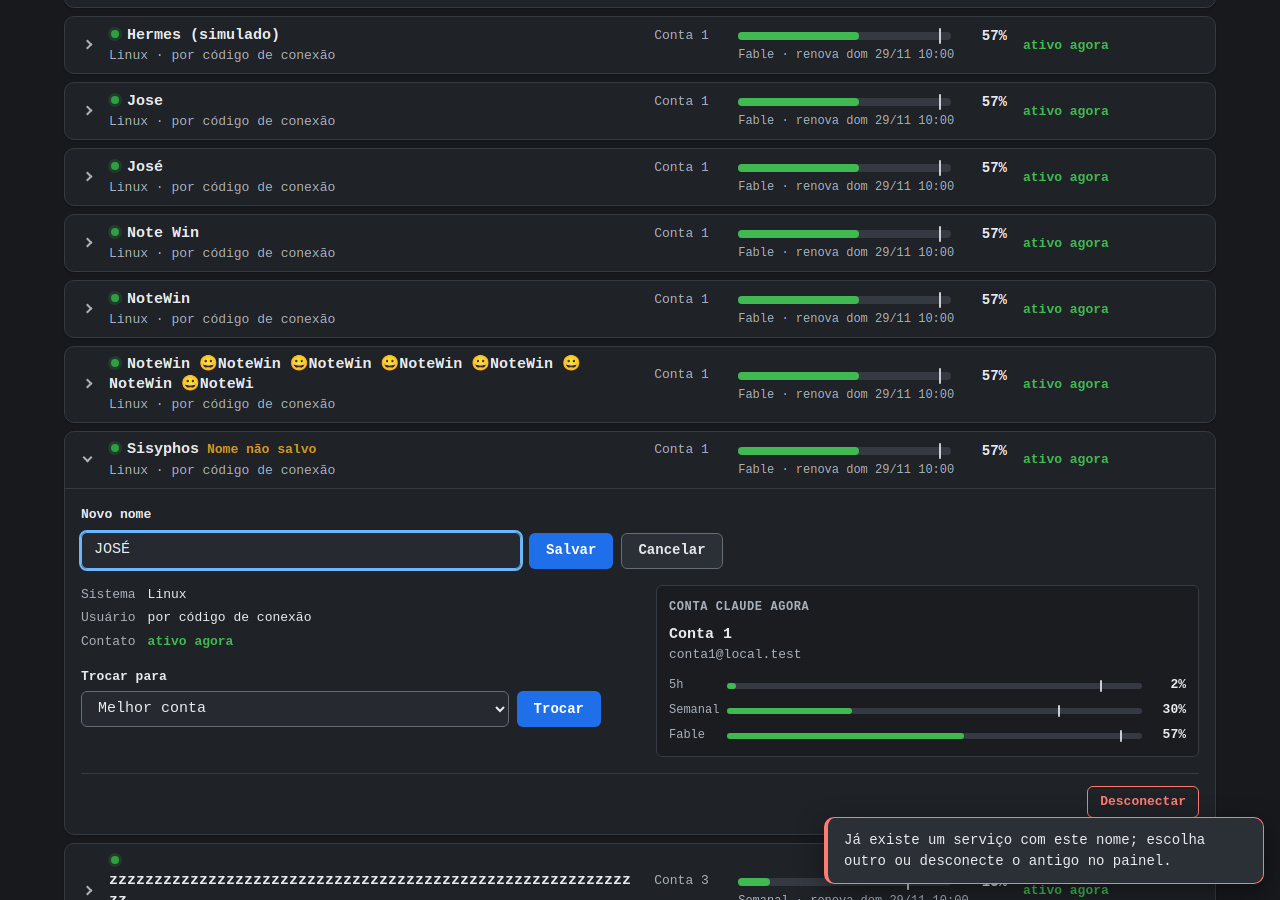 Hermes (simulado)
Linux · por código de conexão
Conta 1
57%
Fable · renova dom 29/11 10:00
ativo agora
Jose
Linux · por código de conexão
Conta 1
57%
Fable · renova dom 29/11 10:00
ativo agora
José
Linux · por código de conexão
Conta 1
57%
Fable · renova dom 29/11 10:00
ativo agora
Note Win
Linux · por código de conexão
Conta 1
57%
Fable · renova dom 29/11 10:00
ativo agora
NoteWin
Linux · por código de conexão
Conta 1
57%
Fable · renova dom 29/11 10:00
ativo agora
NoteWin 😀NoteWin 😀NoteWin 😀NoteWin 😀NoteWin 😀
NoteWin 😀NoteWi
Linux · por código de conexão
Conta 1
57%
Fable · renova dom 29/11 10:00
ativo agora
Sisyphos Nome não salvo
Linux · por código de conexão
Conta 1
57%
Fable · renova dom 29/11 10:00
ativo agora
Novo nome
JOSÉ
Salvar
Cancelar
Sistema Linux
Usuário por código de conexão
Contato ativo agora
Trocar para
Melhor conta
Trocar
CONTA CLAUDE AGORA
Conta 1
conta1@local.test
5h 2%
Semanal 30%
Fable 57%
Desconectar
Já existe um serviço com este nome; escolha
outro ou desconecte o antigo no painel.
zzzzzzzzzzzzzzzzzzzzzzzzzzzzzzzzzzzzzzzzzzzzzzzzzzzzzzzzzz
zz
Conta 3
Semanal · renova dom 29/11 10:00
ativo agora